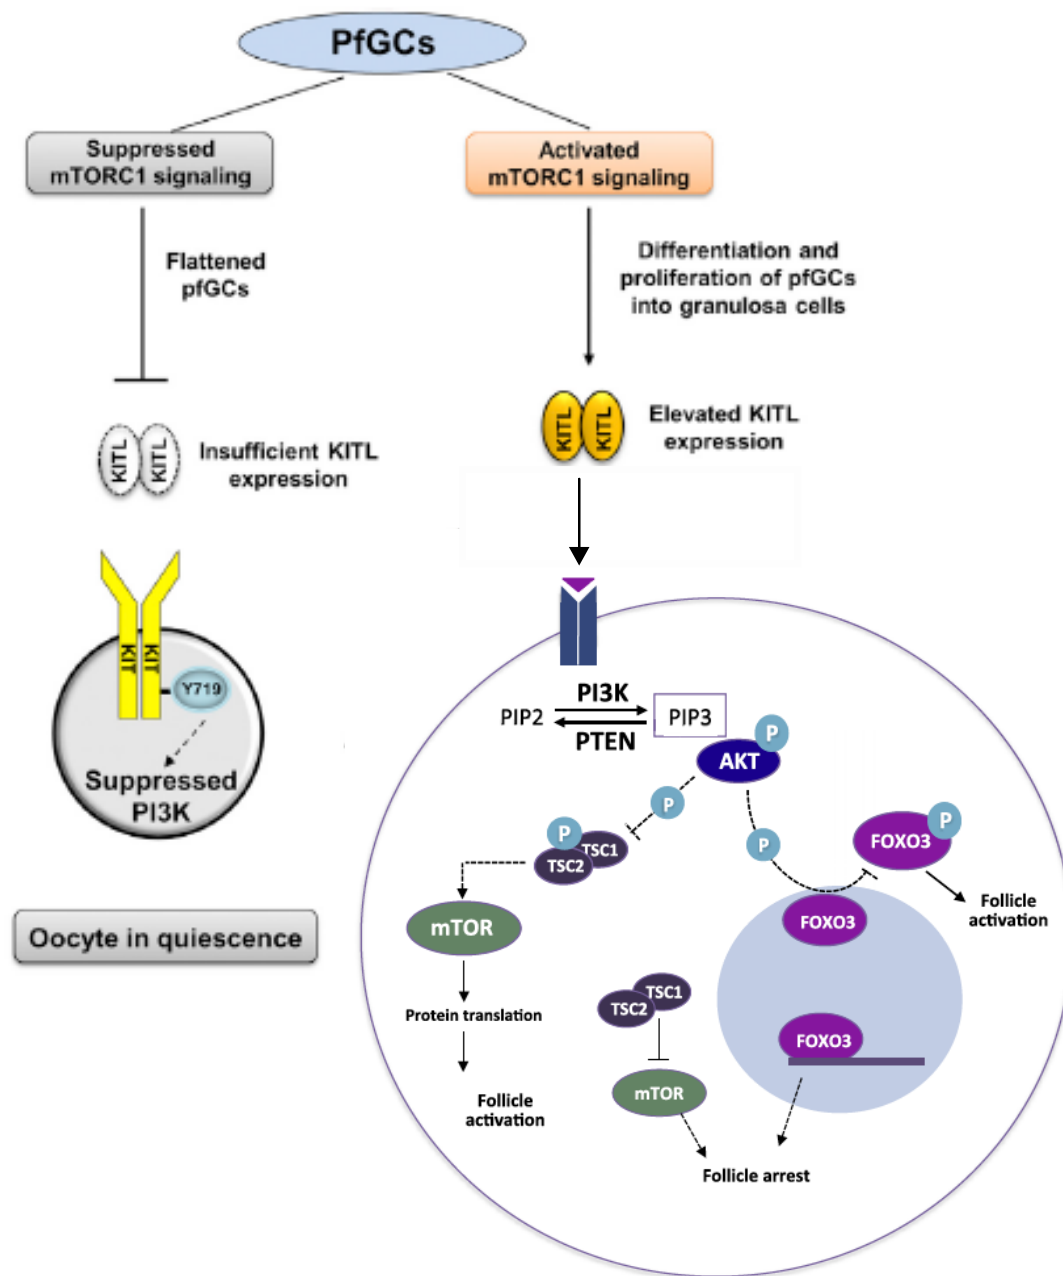 PfGCs
Suppressed
mTORC1 signaling
Activated
mTORC1 signaling
Flattened
pfGCs
Differentiation and
proliferation of pfGCs
into granulosa cells
KITL
KITL
Insufficient KITL
expression
KITL
KITL
Elevated KITL
expression
KIT
KIT
Y719
Suppressed
PI3K
Oocyte in quiescence
PI3K
PIP2
PIP3
PTEN
P
AKT
P
P
TSC1
TSC2
P
P
FOXO3
mTOR
FOXO3
Follicle
activation
Protein translation
TSC1
TSC2
FOXO3
mTOR
Follicle
activation
Follicle arrest